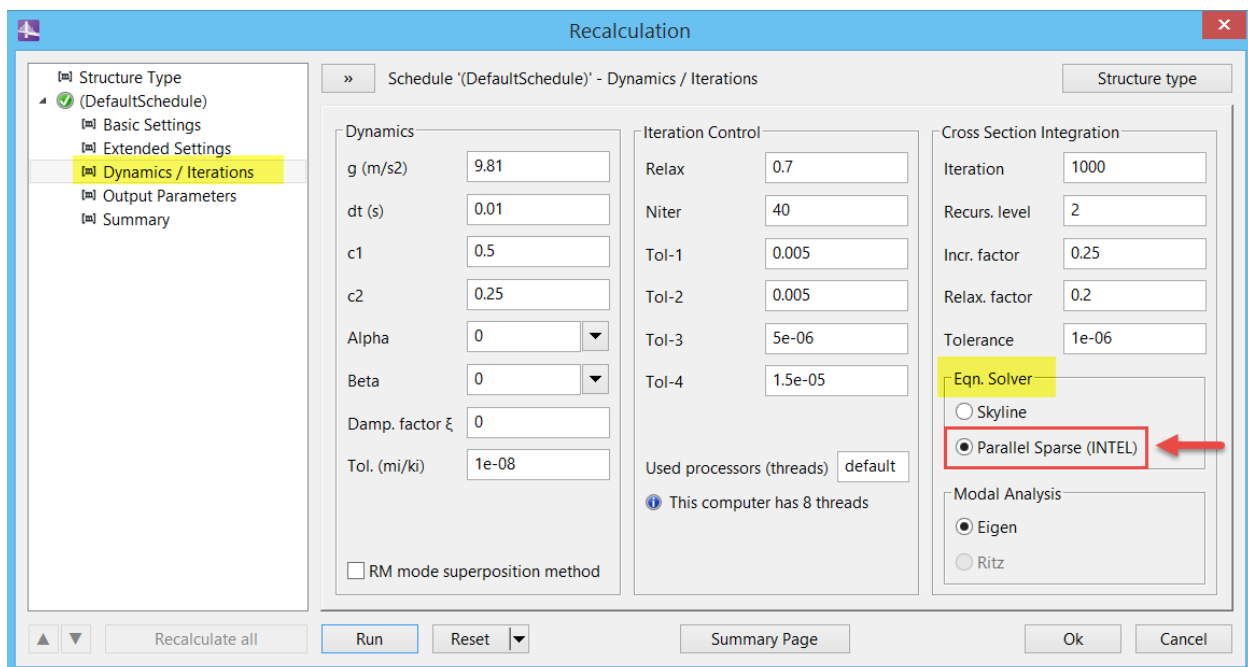 Recalculation
Structure Type
(DefaultSchedule)
Basic Settings
Extended Settings
Dynamics / Iterations
Output Parameters
Summary
» Schedule '(DefaultSchedule)' - Dynamics / Iterations Structure type
Dynamics
g (m/s2) 9.81
dt (s) 0.01
c1 0.5
c2 0.25
Alpha 0
Beta 0
Damp. factor ξ 0
Tol. (mi/ki) 1e-08
RM mode superposition method
Iteration Control
Relax 0.7
Niter 40
Tol-1 0.005
Tol-2 0.005
Tol-3 5e-06
Tol-4 1.5e-05
Used processors (threads) default
This computer has 8 threads
Cross Section Integration
Iteration 1000
Recurs. level 2
Incr. factor 0.25
Relax. factor 0.2
Tolerance 1e-06
Eqn. Solver
Skyline
Parallel Sparse (INTEL)
Modal Analysis
Eigen
Ritz
Recalculate all Run Reset Summary Page Ok Cancel